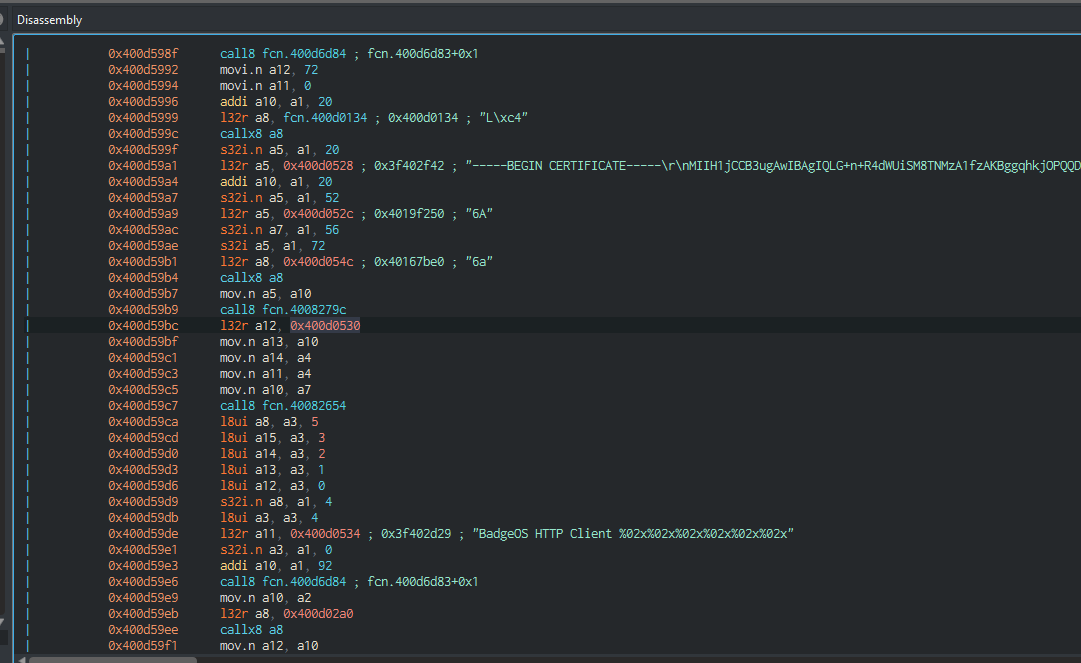 Disassembly
0x400d598f call8 fcn.400d6d84 ; fcn.400d6d83+0x1
0x400d5992 movi.n a12, 72
0x400d5994 movi.n a11, 0
0x400d5996 addi a10, a1, 20
0x400d5999 l32r a8, fcn.400d0134 ; 0x400d0134 ; "L\xc4"
0x400d599c callx8 a8
0x400d599f s32i.n a5, a1, 20
0x400d59a1 l32r a5, 0x400d0528 ; 0x3f402f42 ; "-----BEGIN CERTIFICATE-----\r\nMIIH1jCCB3ugAwIBAgIQLG+n+R4dWUiSM8TNMzA1fzAKBggqhkjOPQQD
0x400d59a4 addi a10, a1, 20
0x400d59a7 s32i.n a5, a1, 52
0x400d59a9 l32r a5, 0x400d052c ; 0x4019f250 ; "6A"
0x400d59ac s32i.n a7, a1, 56
0x400d59ae s32i a5, a1, 72
0x400d59b1 l32r a8, 0x400d054c ; 0x40167be0 ; "6a"
0x400d59b4 callx8 a8
0x400d59b7 mov.n a5, a10
0x400d59b9 call8 fcn.4008279c
0x400d59bc l32r a12, 0x400d0530
0x400d59bf mov.n a13, a10
0x400d59c1 mov.n a14, a4
0x400d59c3 mov.n a11, a4
0x400d59c5 mov.n a10, a7
0x400d59c7 call8 fcn.40082654
0x400d59ca l8ui a8, a3, 5
0x400d59cd l8ui a15, a3, 3
0x400d59d0 l8ui a14, a3, 2
0x400d59d3 l8ui a13, a3, 1
0x400d59d6 l8ui a12, a3, 0
0x400d59d9 s32i.n a8, a1, 4
0x400d59db l8ui a3, a3, 4
0x400d59de l32r a11, 0x400d0534 ; 0x3f402d29 ; "BadgeOS HTTP Client %02x%02x%02x%02x%02x%02x"
0x400d59e1 s32i.n a3, a1, 0
0x400d59e3 addi a10, a1, 92
0x400d59e6 call8 fcn.400d6d84 ; fcn.400d6d83+0x1
0x400d59e9 mov.n a10, a2
0x400d59eb l32r a8, 0x400d02a0
0x400d59ee callx8 a8
0x400d59f1 mov.n a12, a10